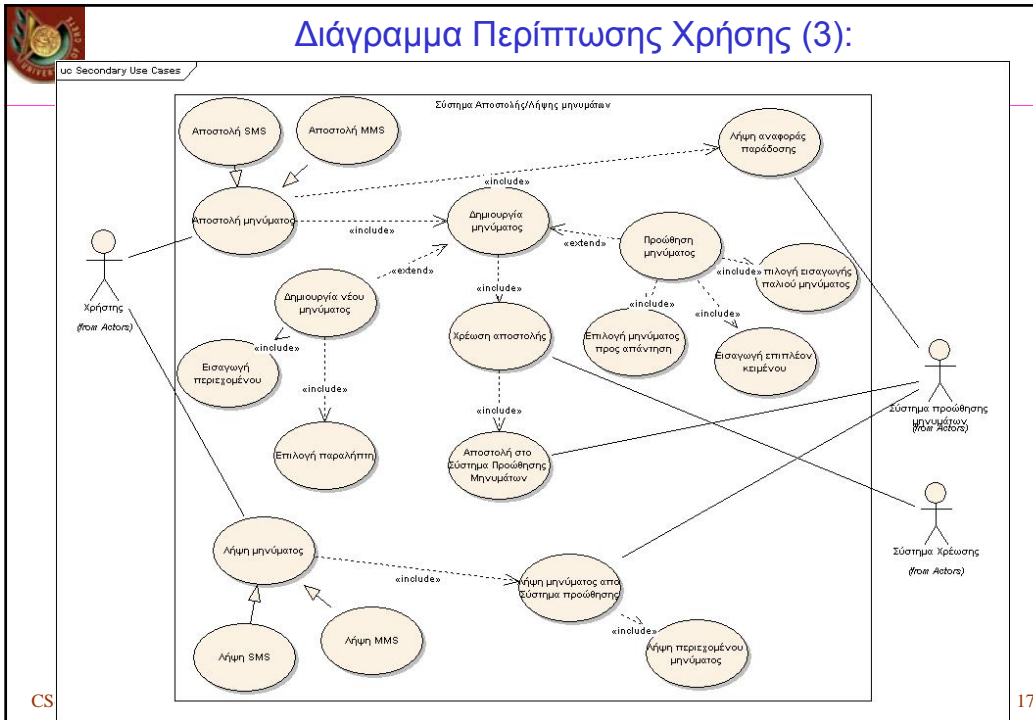 Διάγραμμα Περίπτωσης Χρήσης (3):
uc Secondary Use Cases
Σύστημα Αποστολής/Λήψης μηνυμάτων
Αποστολή SMS
Αποστολή MMS
Λήψη αναφοράς
παράδοσης
«include»
Αποστολή μηνύματος
«include»
Δημιουργία
μηνύματος
«extend»
Προώθηση
μηνύματος
«include»
πιλογή εισαγωγής
παλιού μηνύματος
Χρήστης
(from Actors)
«extend»
Δημιουργία νέου
μηνύματος
«include»
Χρέωση αποστολής
«include»
Επιλογή μηνύματος
προς απάντηση
«include»
Εισαγωγή επιπλέον
κειμένου
«include»
Εισαγωγή
περιεχομένου
«include»
Επιλογή παραλήπτη
«include»
Αποστολή στο
Σύστημα Προώθησης
Μηνυμάτων
Σύστημα προώθησης
μηνυμάτων
(from Actors)
Σύστημα Χρέωσης
(from Actors)
Λήψη μηνύματος
«include»
Λήψη μηνύματος απο
Σύστημα προώθησης
«include»
Λήψη περιεχομένου
μηνύματος
Λήψη SMS
Λήψη MMS
CS
17